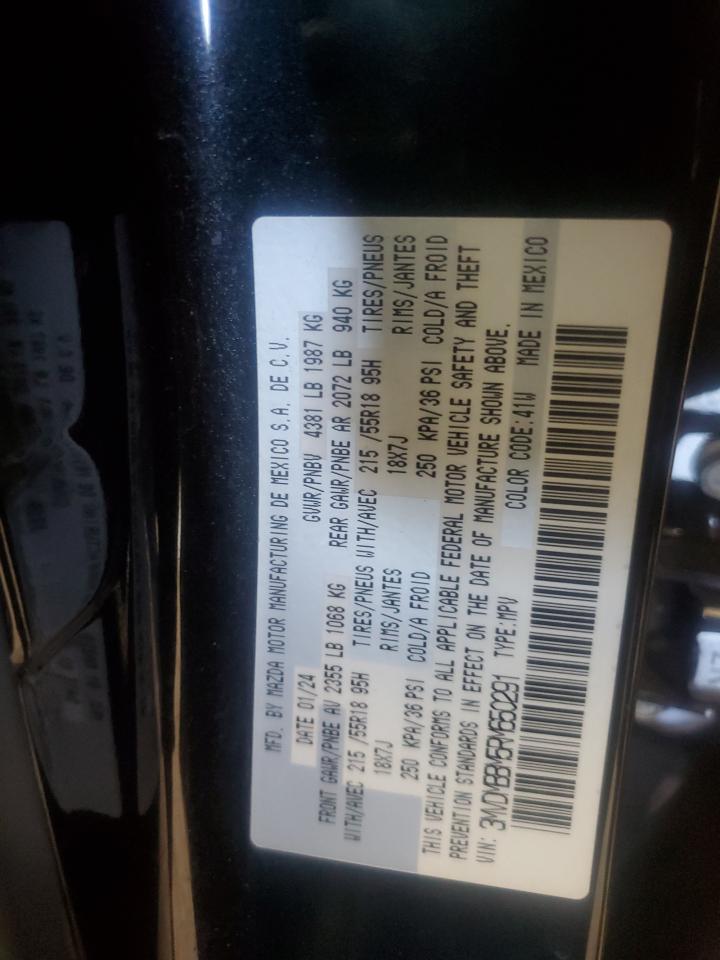 MFD. BY MAZDA MOTOR MANUFACTURING DE MEXICO S.A. DE C.V.
DATE 01/24 GVWR/PNBV 4381 LB 1987 KG
FRONT GAWR/PNBE AV 2355 LB 1068 KG REAR GAWR/PNBE AR 2072 LB 940 KG
WITH/AVEC 215 /55R18 95H TIRES/PNEUS WITH/AVEC 215 /55R18 95H TIRES/PNEUS
18X7J RIMS/JANTES 18X7J RIMS/JANTES
250 KPA/36 PSI COLD/A FROID 250 KPA/36 PSI COLD/A FROID
THIS VEHICLE CONFORMS TO ALL APPLICABLE FEDERAL MOTOR VEHICLE SAFETY AND THEFT
PREVENTION STANDARDS IN EFFECT ON THE DATE OF MANUFACTURE SHOWN ABOVE.
VIN: 3MVDMBBM5RM650291 TYPE:MPV COLOR CODE:41W MADE IN MEXICO